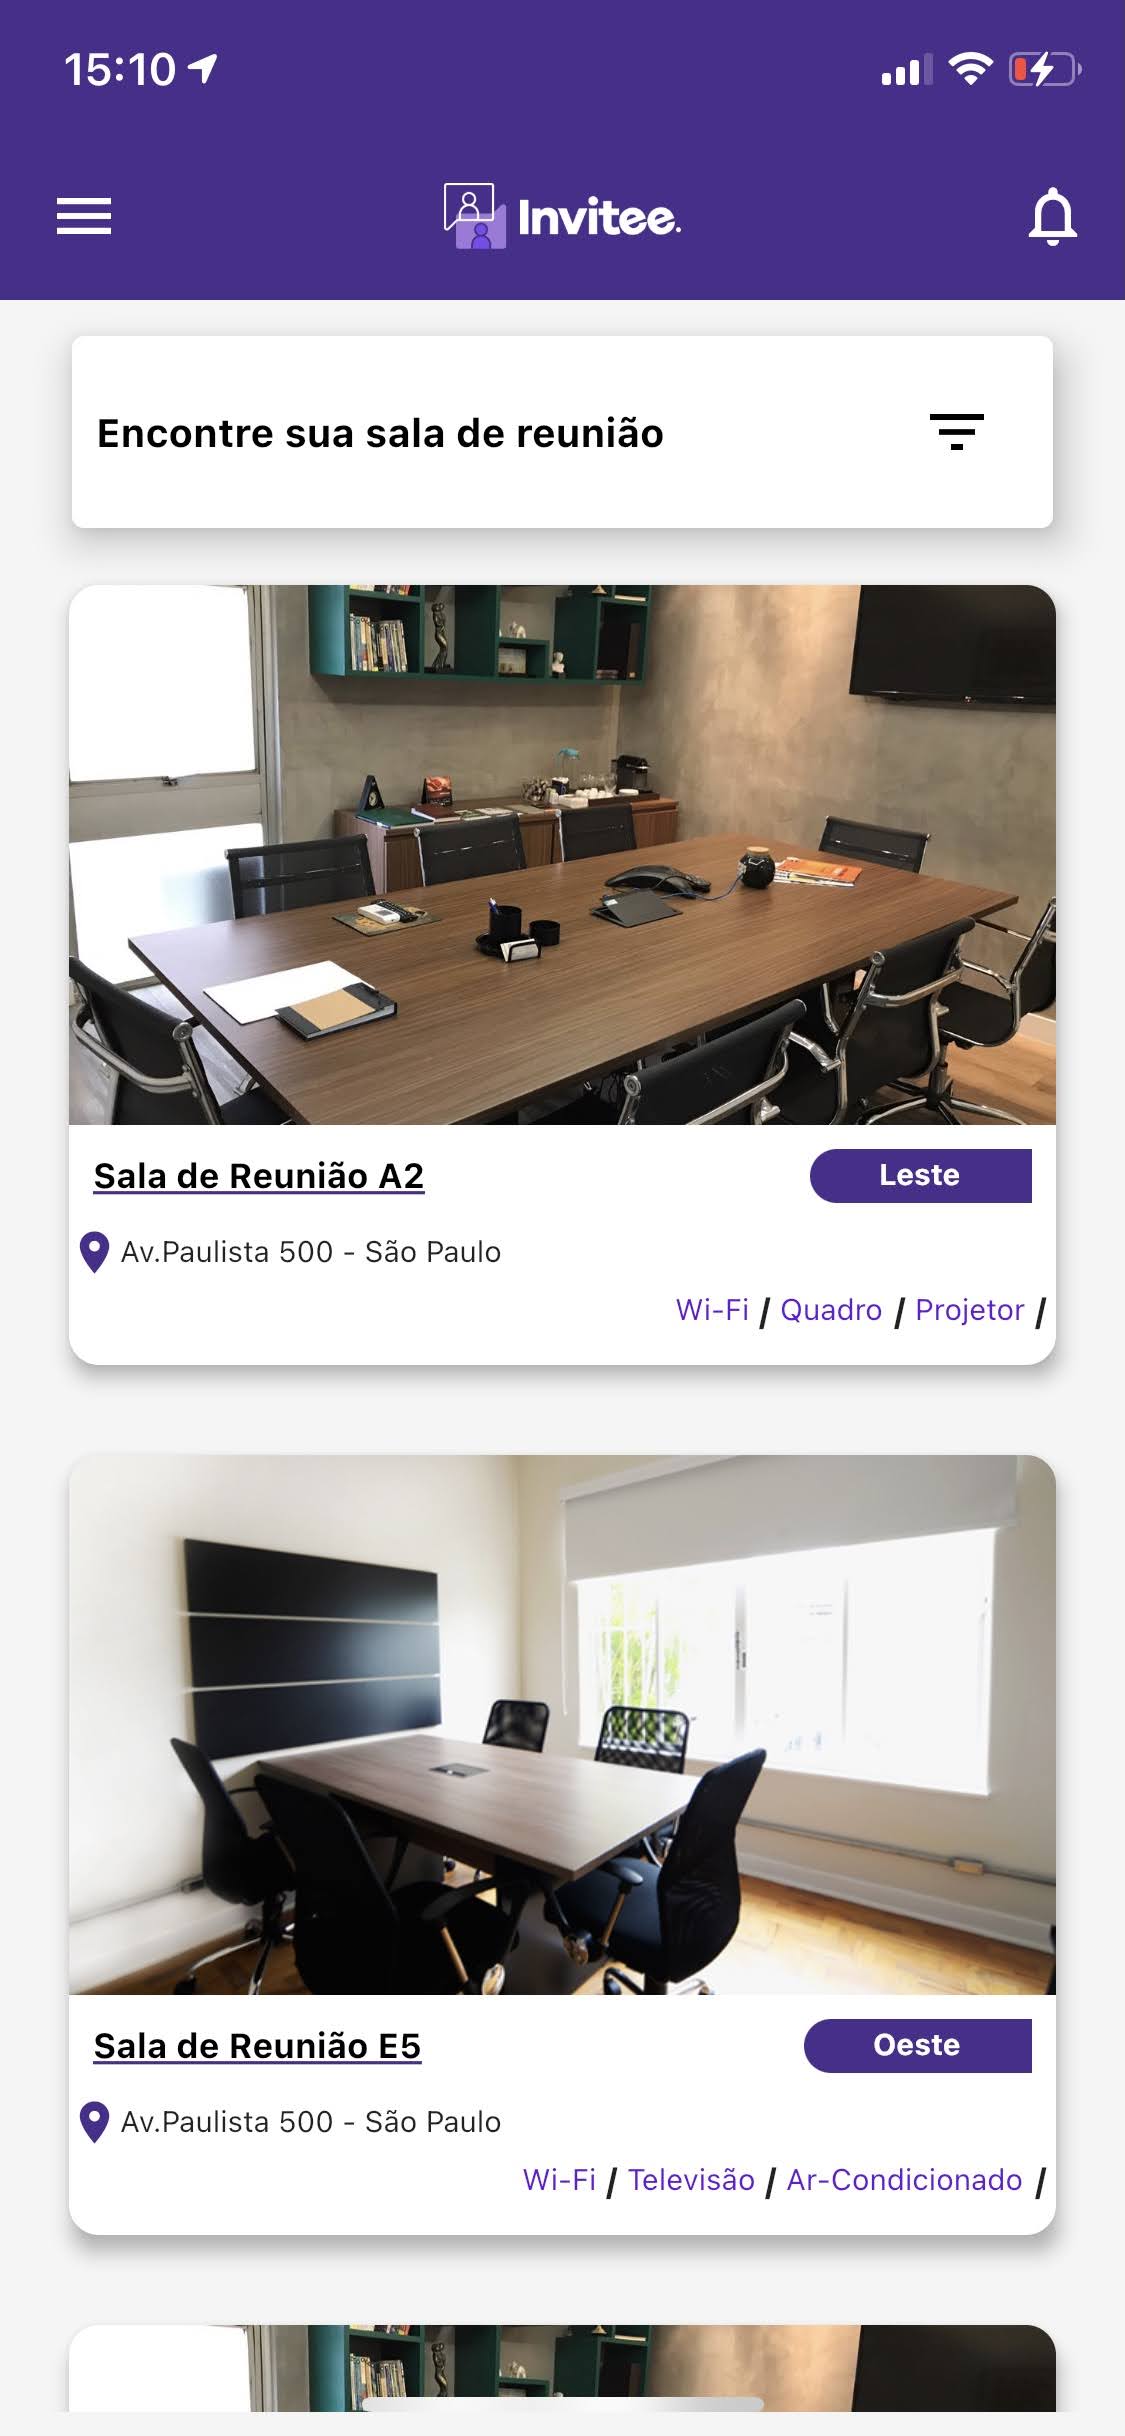 15:10
Invitee.
Encontre sua sala de reunião
Sala de Reunião A2
Leste
Av.Paulista 500 - São Paulo
Wi-Fi / Quadro / Projetor /
Sala de Reunião E5
Oeste
Av.Paulista 500 - São Paulo
Wi-Fi / Televisão / Ar-Condicionado /